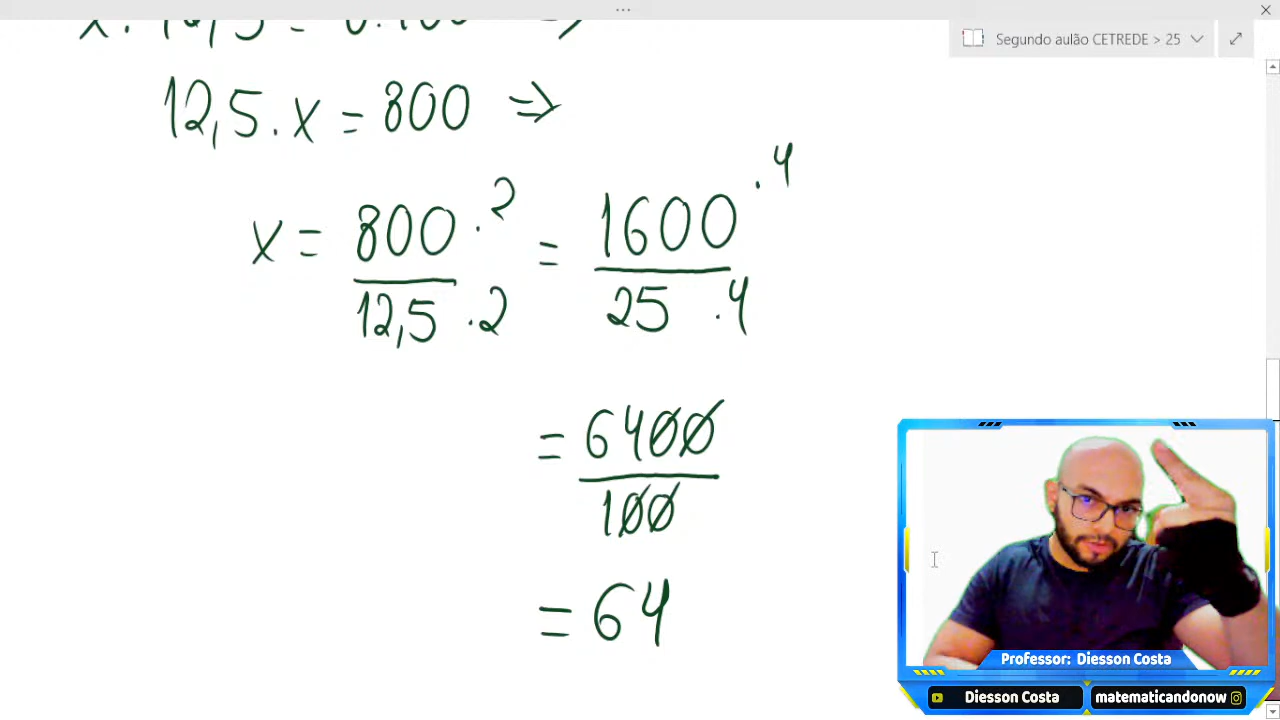 Segundo aulão CETREDE > 25
12,5 . x = 800 ⇒
x = 800 . 2 / 12,5 . 2 = 1600 . 4 / 25 . 4
= 6400 / 100
= 64
Professor: Diesson Costa
Diesson Costa matematicandonow